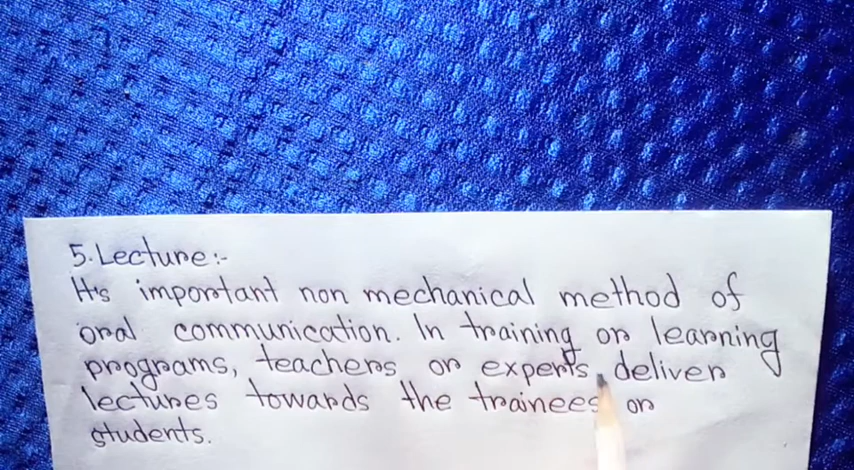 5. Lecture :-
It's important non mechanical method of
oral communication. In training or learning
programs, teachers or experts deliver
lectures towards the trainees or
students.